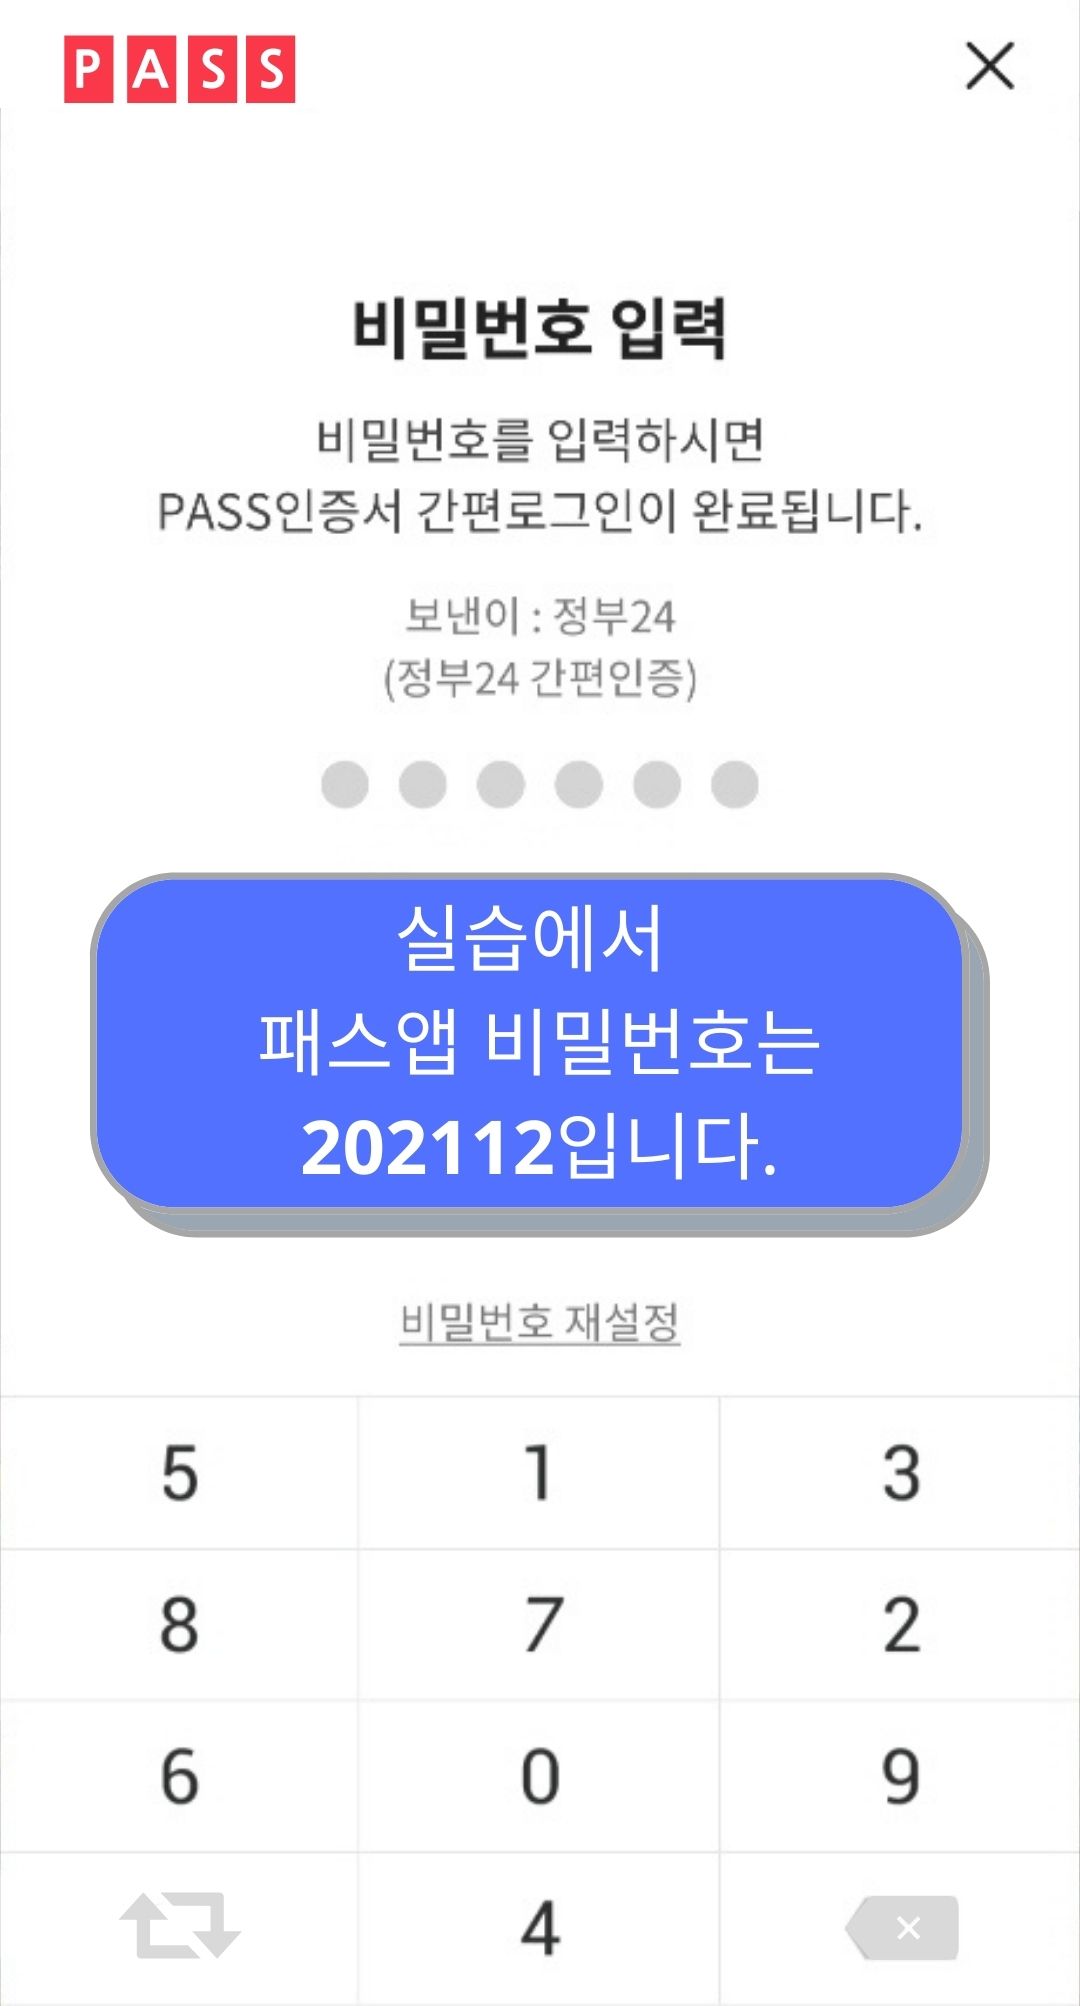 PASS
비밀번호 입력
비밀번호를 입력하시면
PASS인증서 간편로그인이 완료됩니다.
보낸이 : 정부24
(정부24 간편인증)
실습에서
패스앱 비밀번호는
202112입니다.
비밀번호 재설정
5 1 3
8 7 2
6 0 9
4